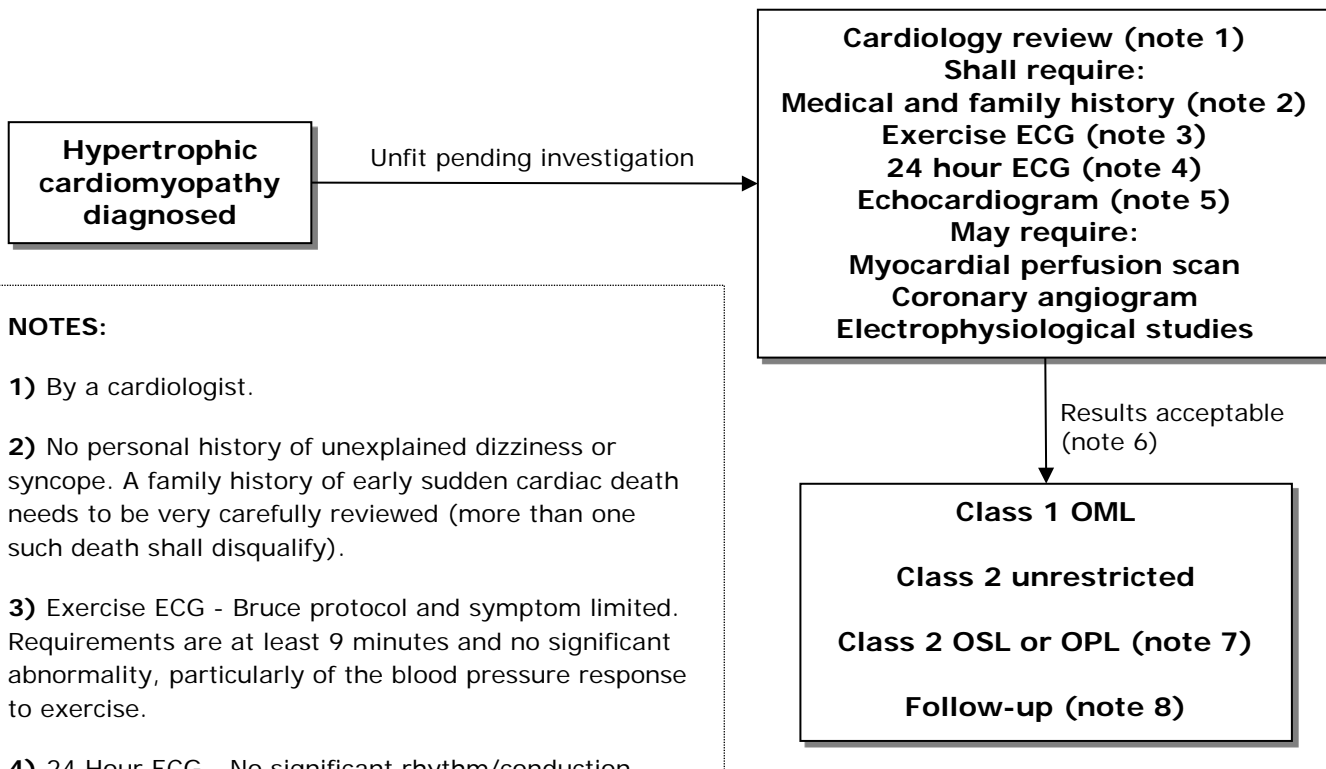 Hypertrophic
cardiomyopathy
diagnosed
Unfit pending investigation
Cardiology review (note 1)
Shall require:
Medical and family history (note 2)
Exercise ECG (note 3)
24 hour ECG (note 4)
Echocardiogram (note 5)
May require:
Myocardial perfusion scan
Coronary angiogram
Electrophysiological studies
Results acceptable
(note 6)
Class 1 OML
Class 2 unrestricted
Class 2 OSL or OPL (note 7)
Follow-up (note 8)
NOTES:
1) By a cardiologist.
2) No personal history of unexplained dizziness or
syncope. A family history of early sudden cardiac death
needs to be very carefully reviewed (more than one
such death shall disqualify).
3) Exercise ECG - Bruce protocol and symptom limited.
Requirements are at least 9 minutes and no significant
abnormality, particularly of the blood pressure response
to exercise.
4) 24 Hour ECG - No significant rhythm/conduction